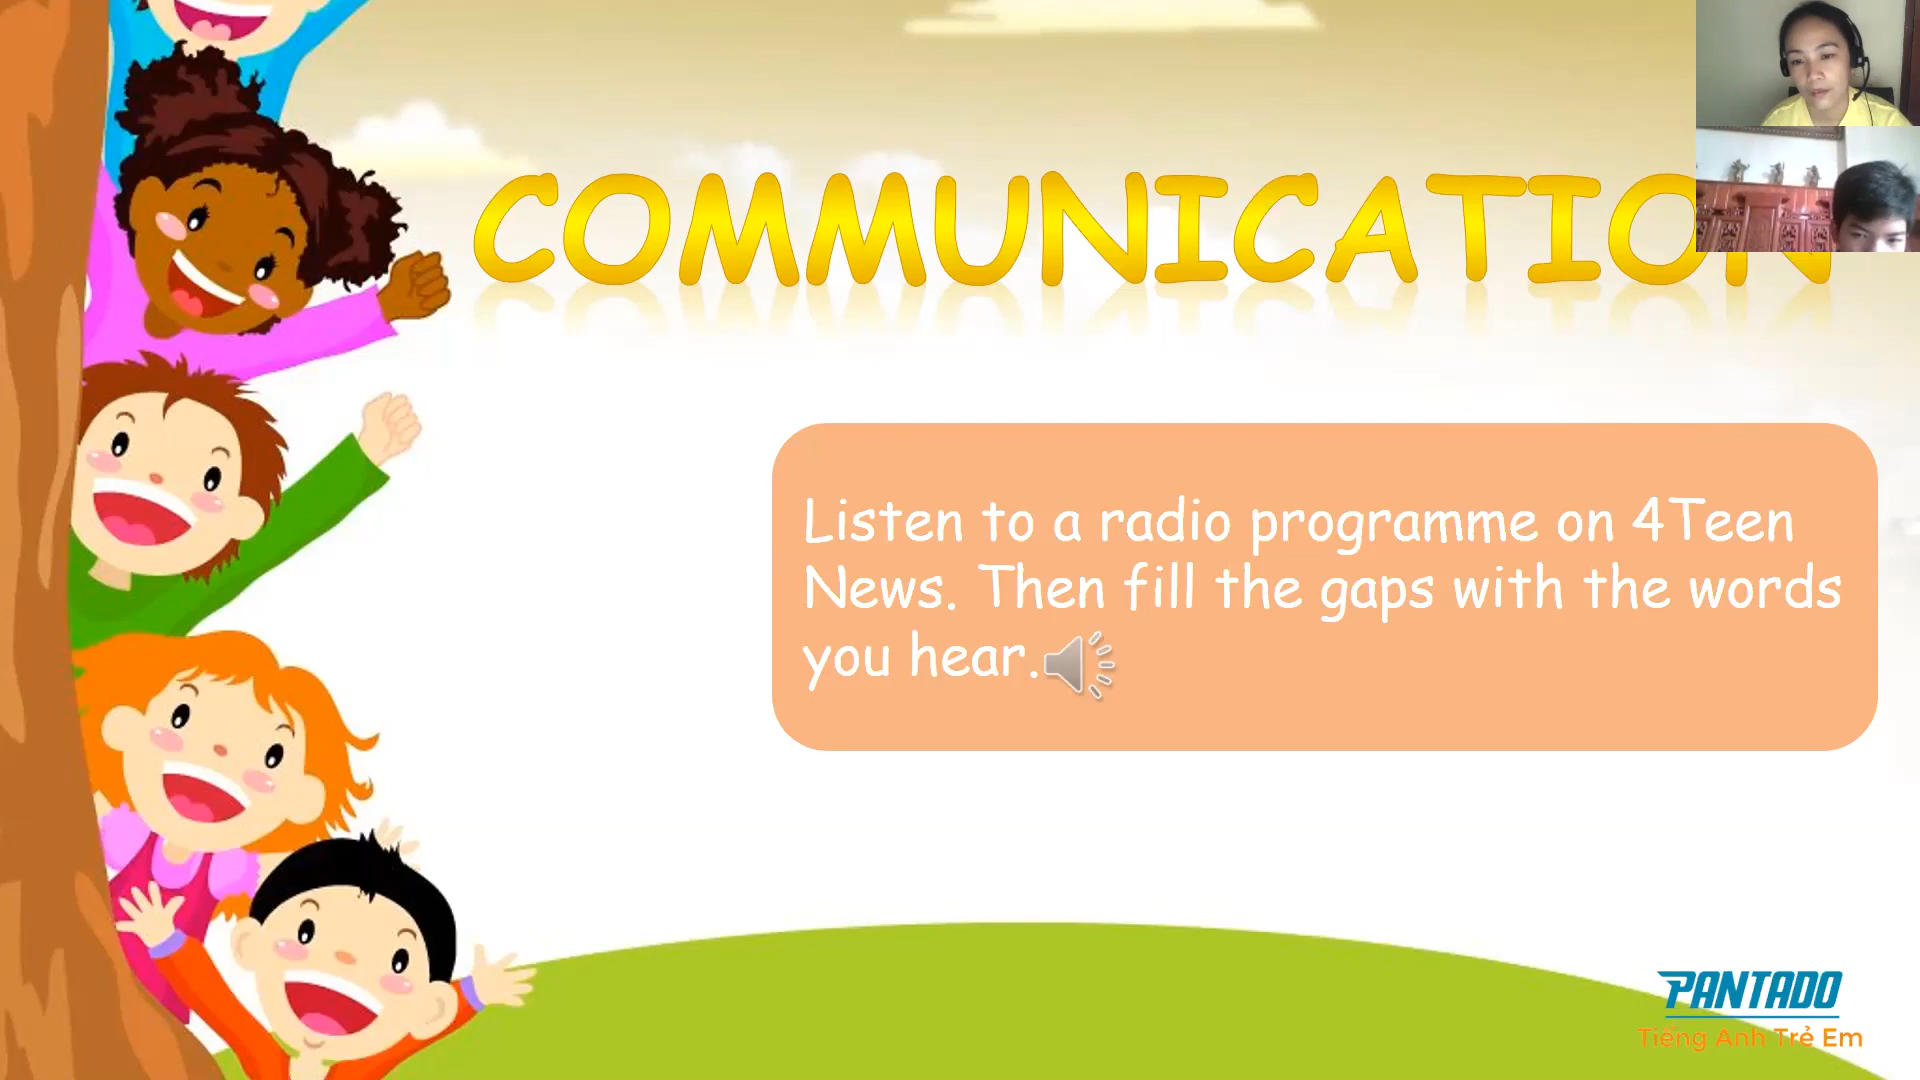 COMMUNICATION
Listen to a radio programme on 4Teen
News. Then fill the gaps with the words
you hear.
PANTADO
Tiếng Anh Trẻ Em